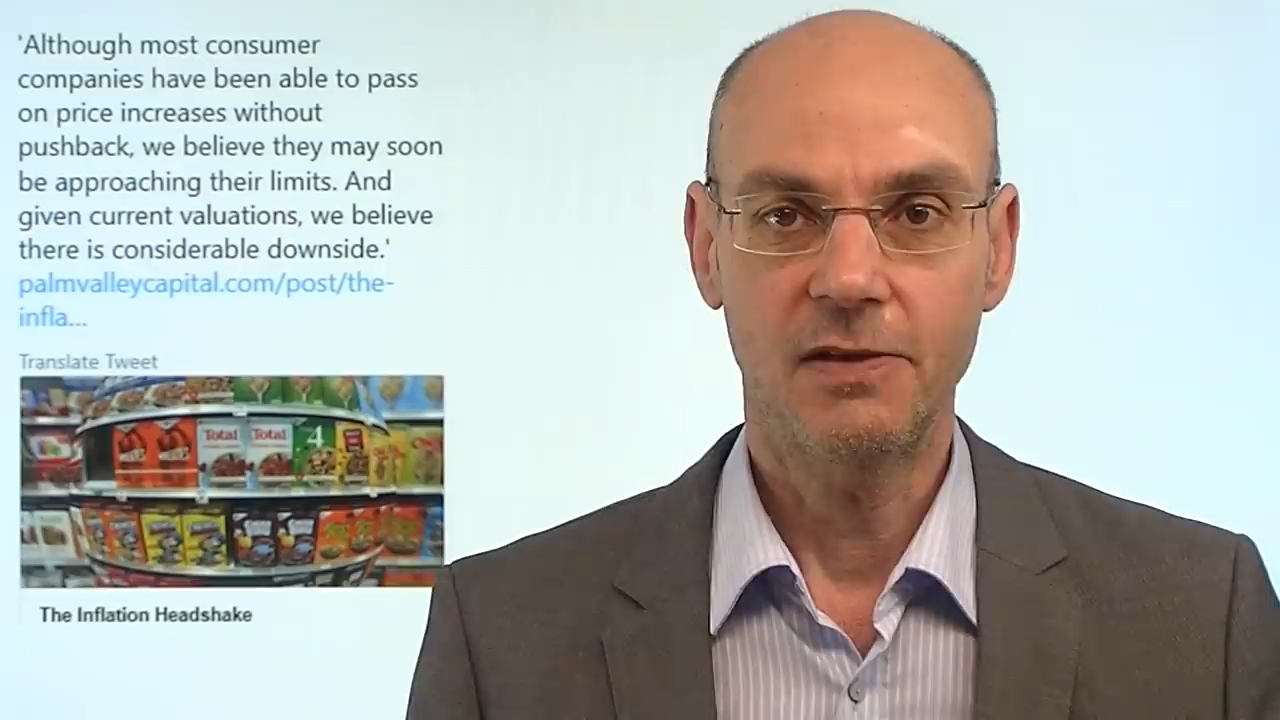 'Although most consumer
companies have been able to pass
on price increases without
pushback, we believe they may soon
be approaching their limits. And
given current valuations, we believe
there is considerable downside.'
palmvalleycapital.com/post/the-
infla...
Translate Tweet
Total Total 4
The Inflation Headshake